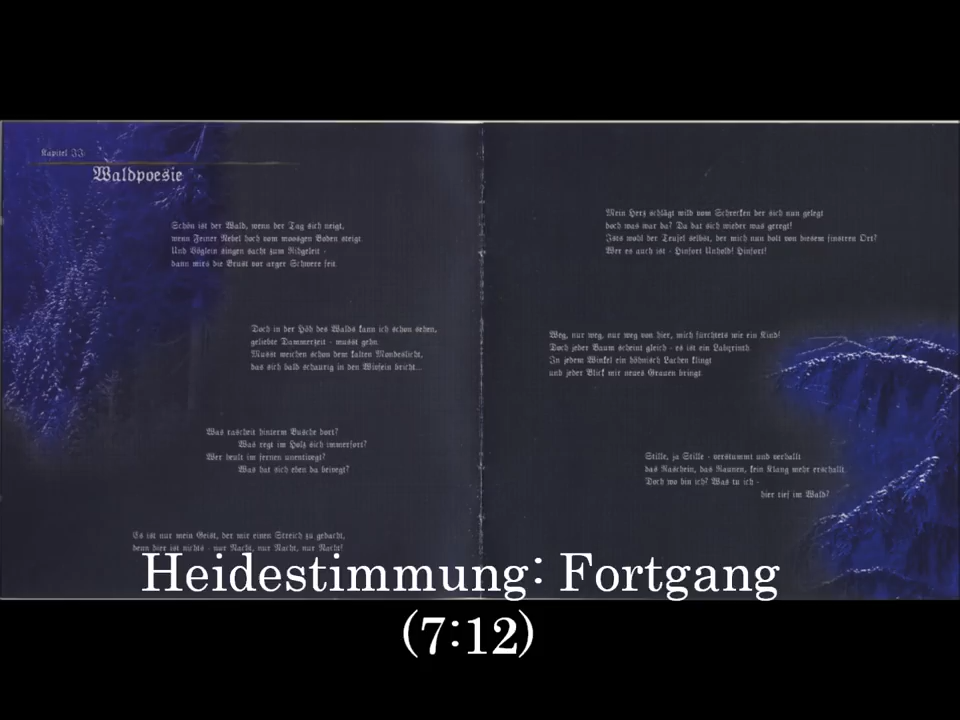 Kapitel II
Waldpoesie
Schön ist der Wald, wenn der Tag sich neigt,
wenn Feiner Nebel hoch vom moosgen Boden steigt.
Und Vöglein singen sacht zum Ridgeleit -
dann wirs die Brust vor arger Schwere feit.
Doch in der Höh des Walds kann ich schon sehen,
geliebte Dämmerzeit - musst gehn.
Musst weichen schon dem kalten Mondeslicht,
das sich bald schaurig in den Wipfeln bricht...
Was raschelt hinterm Busche dort?
Was regt im Holz sich immerfort?
Wer heult im fernen unentwegt?
Was hat sich eben da bewegt?
Es ist nur mein Geist, der mir einen Streich zu gedacht,
denn hier ist nichts - nur Nacht, nur Nacht, nur Nacht!
Mein Herz schlägt wild vom Schrecken der sich nun gelegt
doch was war da? Da hat sich wieder was geregt!
Ists wohl der Teufel selbst, der mich nun holt von diesem finstren Ort?
Wer es auch ist - Hinfort Unhold! Hinfort!
Weg, nur weg, nur weg von hier, mich fürchtets wie ein Kind!
Doch jeder Baum scheint gleich - es ist ein Labyrinth.
In jedem Winkel ein höhnisch Lachen klingt
und jeder Blick mir neues Grauen bringt.
Stille, ja Stille - verstummt und verhallt
das Rascheln, das Raunen, kein Klang mehr erschallt.
Doch wo bin ich? Was tu ich -
hier tief im Wald?
Heidestimmung: Fortgang
(7:12)